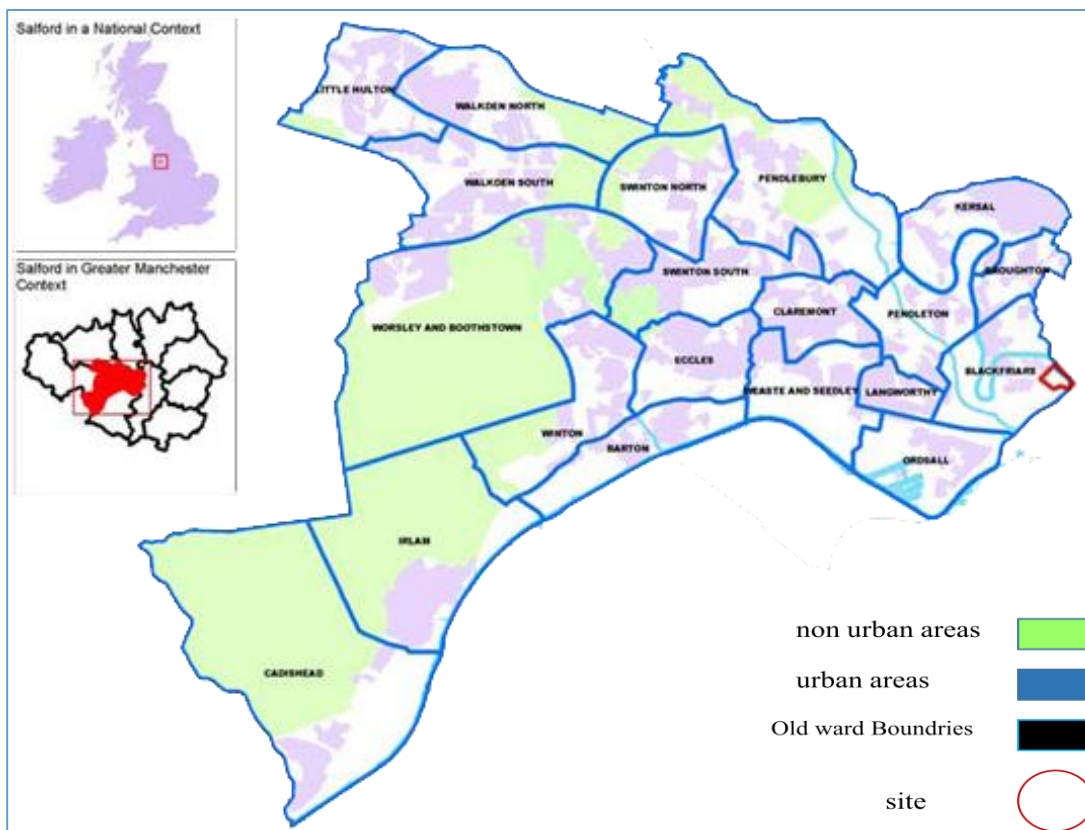 Salford in a National Context
Salford in Greater Manchester
Context
LITTLE HULTON
WALKDEN NORTH
WALKDEN SOUTH
SWINTON NORTH
PENDLEBURY
KERSAL
BROUGHTON
SWINTON SOUTH
CLAREMONT
PENDLETON
WORSLEY AND BOOTHSTOWN
ECCLES
BLACKFRIARS
WEASTE AND SEEDLEY
LANGWORTHY
WINTON
BARTON
ORDSALL
IRLAM
CADISHEAD
non urban areas
urban areas
Old ward Boundries
site